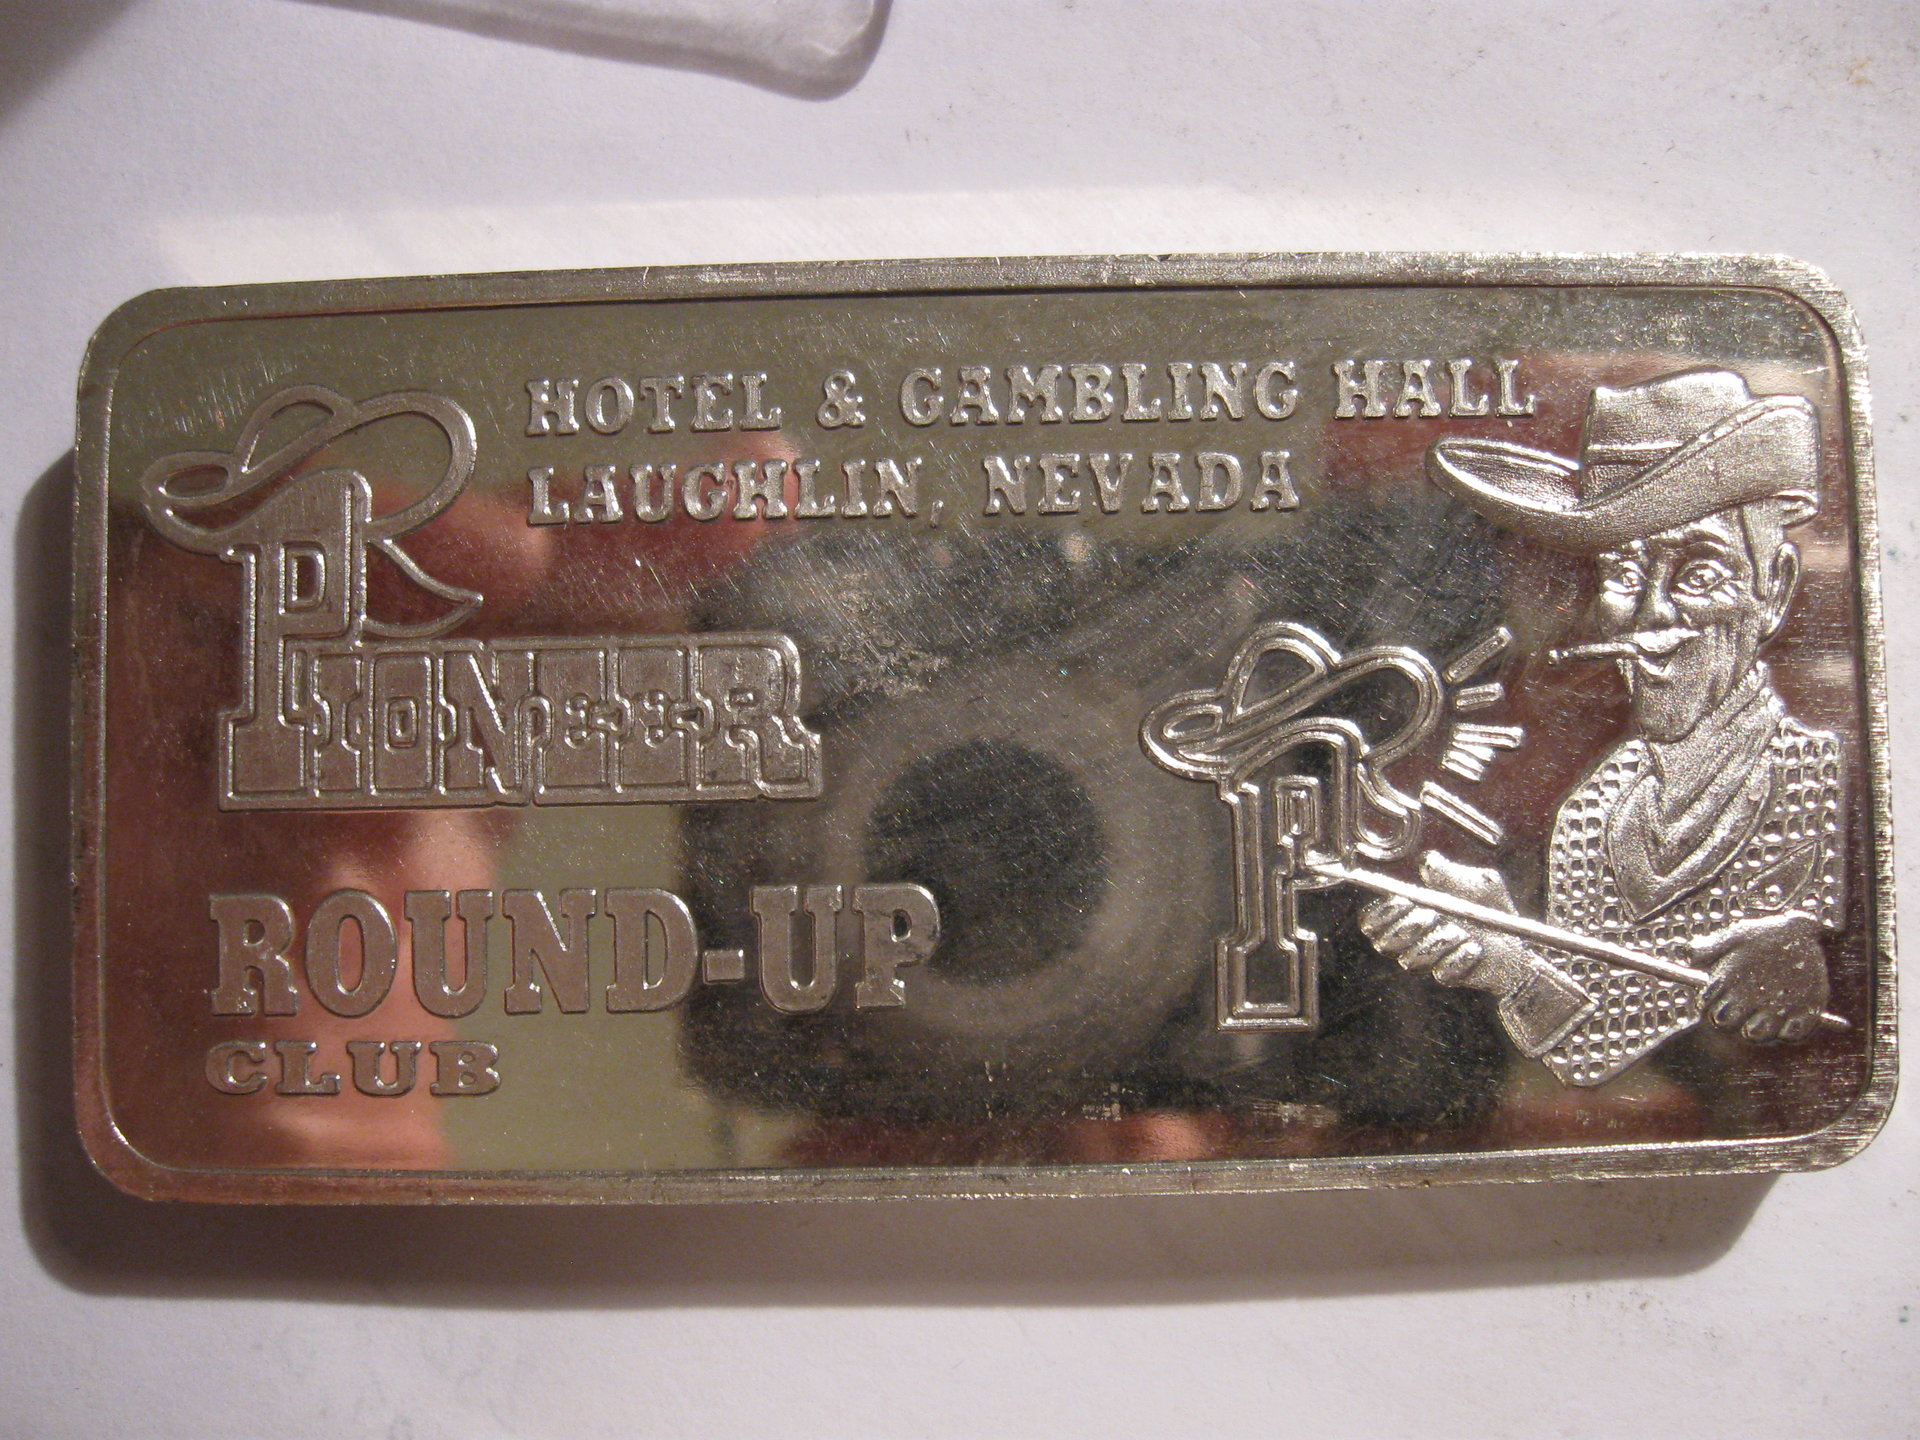 HOTEL & GAMBLING HALL
LAUGHLIN, NEVADA
PIONEER
ROUND-UP
CLUB
P